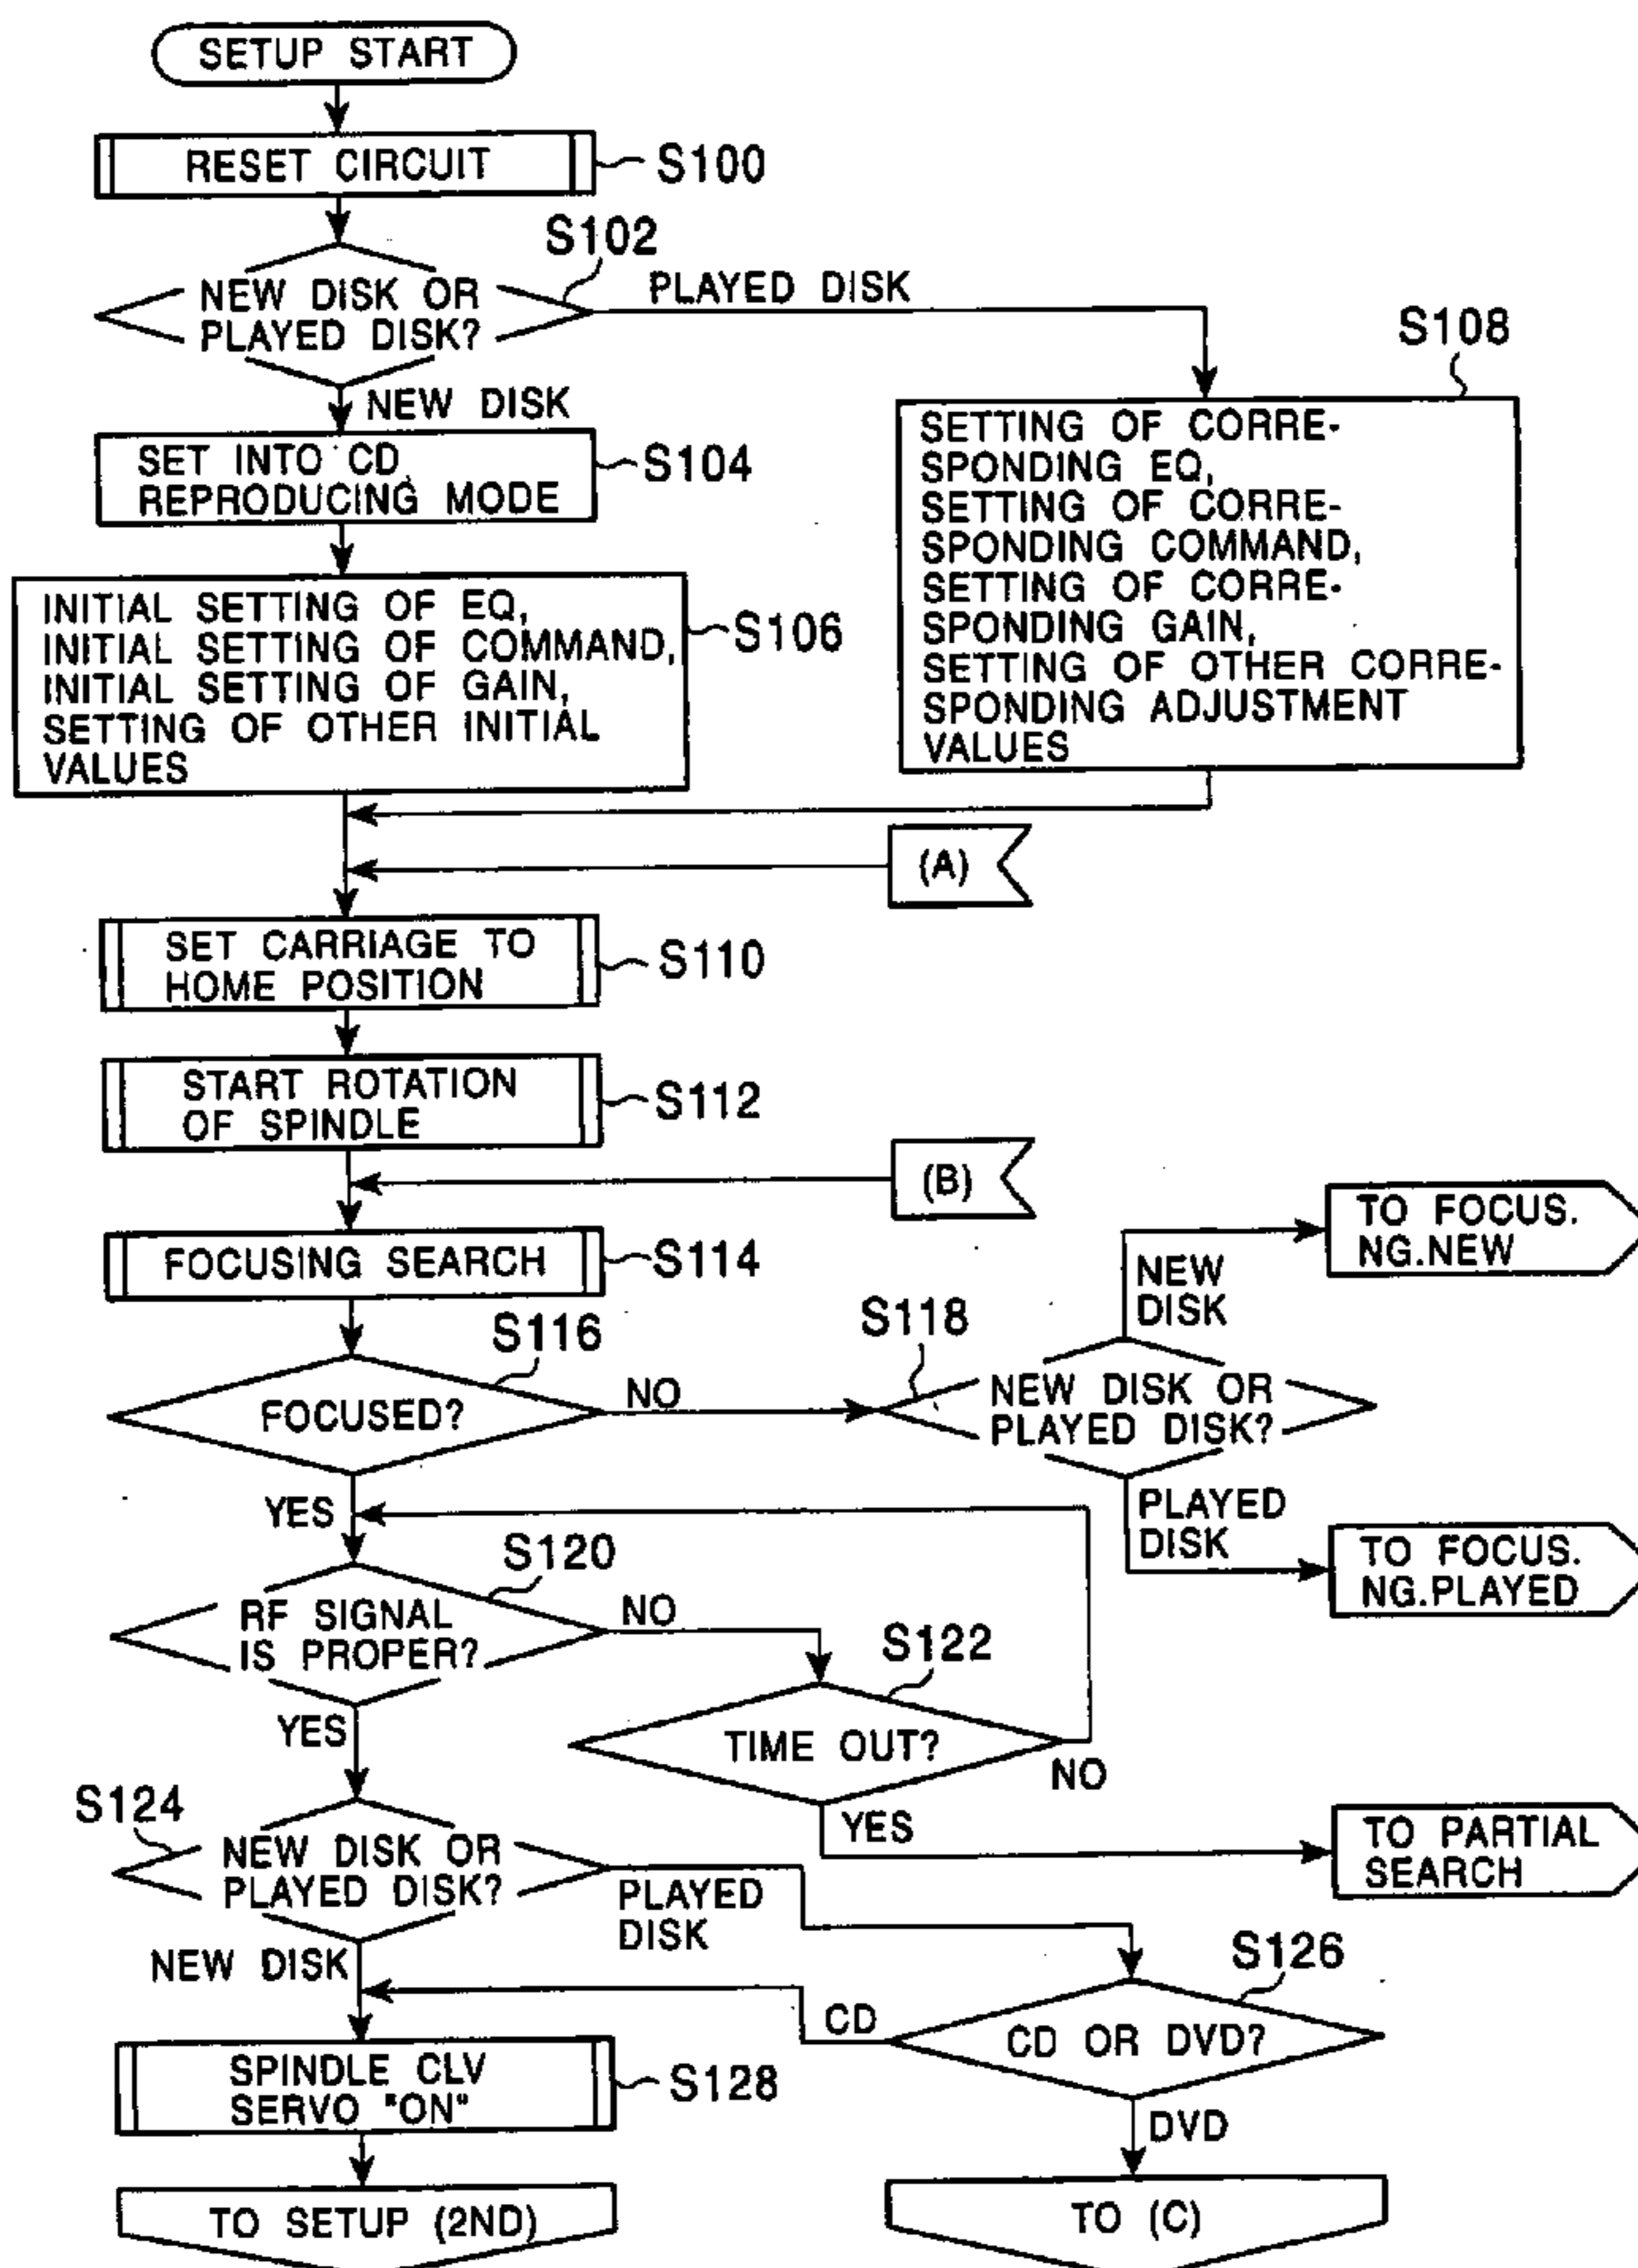 SETUP START
RESET CIRCUIT
S100
S102
NEW DISK OR
PLAYED DISK?
PLAYED DISK
NEW DISK
S108
SET INTO CD
REPRODUCING MODE
S104
SETTING OF CORRE-
SPONDING EQ,
SETTING OF CORRE-
SPONDING COMMAND,
SETTING OF CORRE-
SPONDING GAIN,
SETTING OF OTHER CORRE-
SPONDING ADJUSTMENT
VALUES
INITIAL SETTING OF EQ,
INITIAL SETTING OF COMMAND,
INITIAL SETTING OF GAIN,
SETTING OF OTHER INITIAL
VALUES
S106
(A)
SET CARRIAGE TO
HOME POSITION
S110
START ROTATION
OF SPINDLE
S112
(B)
FOCUSING SEARCH
S114
TO FOCUS.
NG.NEW
NEW
DISK
S116
FOCUSED?
NO
S118
NEW DISK OR
PLAYED DISK?
YES
PLAYED
DISK
TO FOCUS.
NG.PLAYED
S120
RF SIGNAL
IS PROPER?
NO
S122
TIME OUT?
NO
YES
YES
TO PARTIAL
SEARCH
S124
NEW DISK OR
PLAYED DISK?
PLAYED
DISK
NEW DISK
S126
CD OR DVD?
CD
DVD
SPINDLE CLV
SERVO "ON"
S128
TO SETUP (2ND)
TO (C)